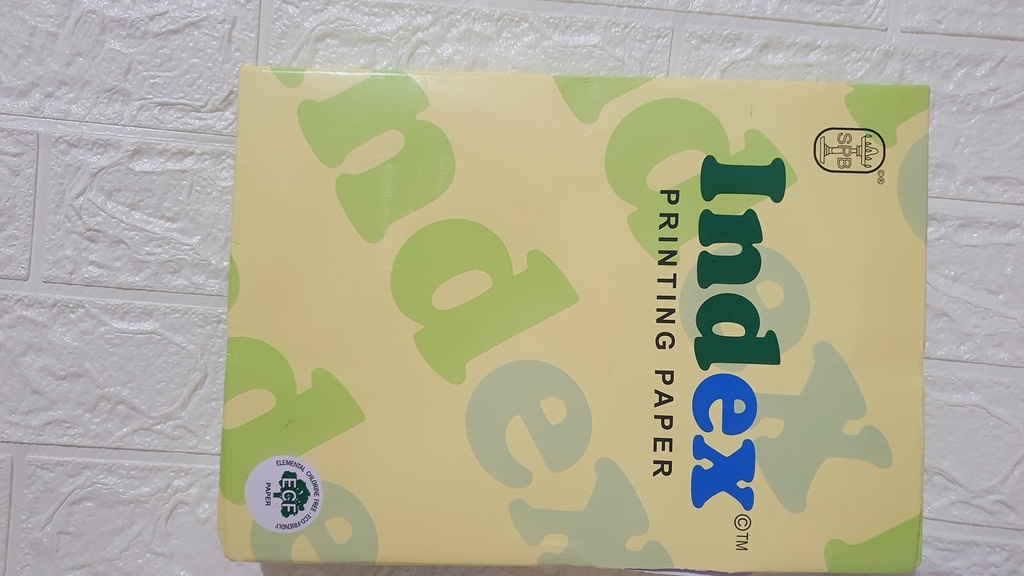 SPB
©®
Index ©TM
PRINTING PAPER
ELEMENTAL CHLORINE FREE. ECO-FRIENDLY
ECF
PAPER